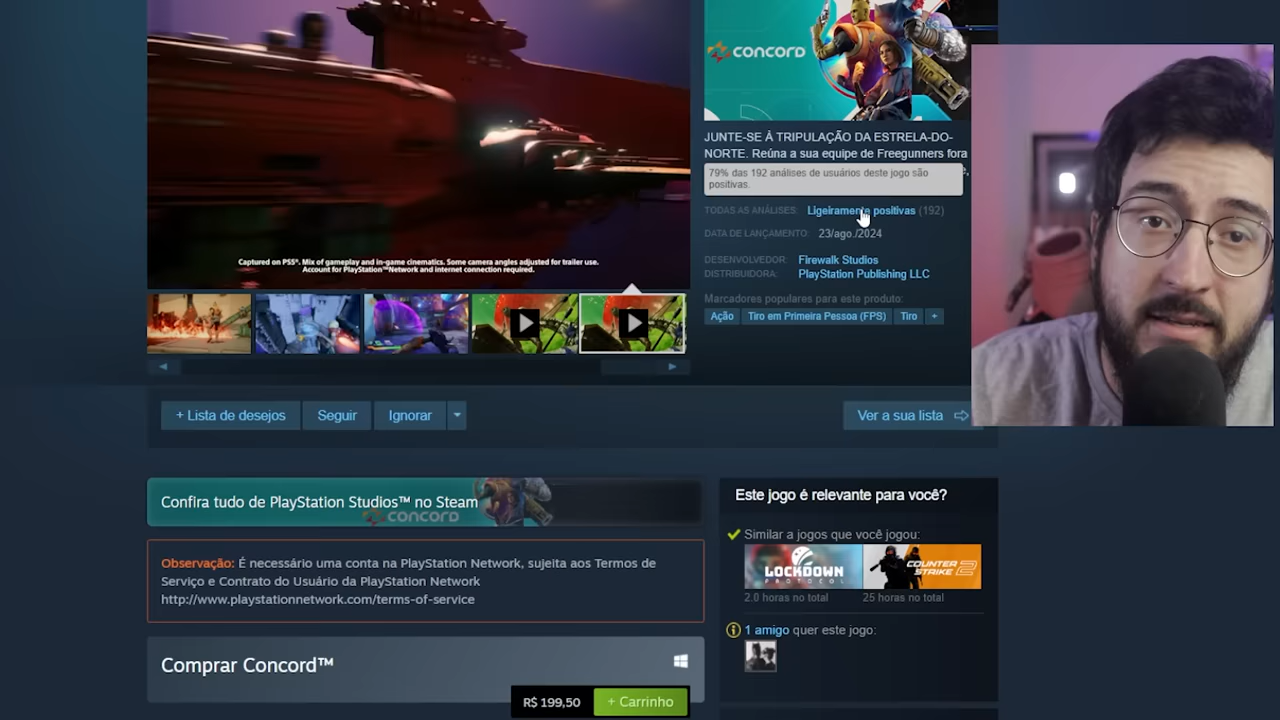 CONCORD
JUNTE-SE À TRIPULAÇÃO DA ESTRELA-DO-
NORTE. Reúna a sua equipe de Freegunners fora
79% das 192 análises de usuários deste jogo são
positivas.
TODAS AS ANÁLISES: Ligeiramente positivas (192)
DATA DE LANÇAMENTO: 23/ago./2024
Captured on PS5®. Mix of gameplay and in-game cinematics. Some camera angles adjusted for trailer use.
Account for PlayStation™Network and internet connection required.
DESENVOLVEDOR: Firewalk Studios
DISTRIBUIDORA: PlayStation Publishing LLC
Marcadores populares para este produto:
Ação Tiro em Primeira Pessoa (FPS) Tiro +
+ Lista de desejos Seguir Ignorar Ver a sua lista
Confira tudo de PlayStation Studios™ no Steam
CONCORD
Observação: É necessário uma conta na PlayStation Network, sujeita aos Termos de
Serviço e Contrato do Usuário da PlayStation Network
http://www.playstationnetwork.com/terms-of-service
Comprar Concord™
R$ 199,50 + Carrinho
Este jogo é relevante para você?
Similar a jogos que você jogou:
LOCKDOWN
PROTOCOL
COUNTER
STRIKE 2
2.0 horas no total 25 horas no total
1 amigo quer este jogo: